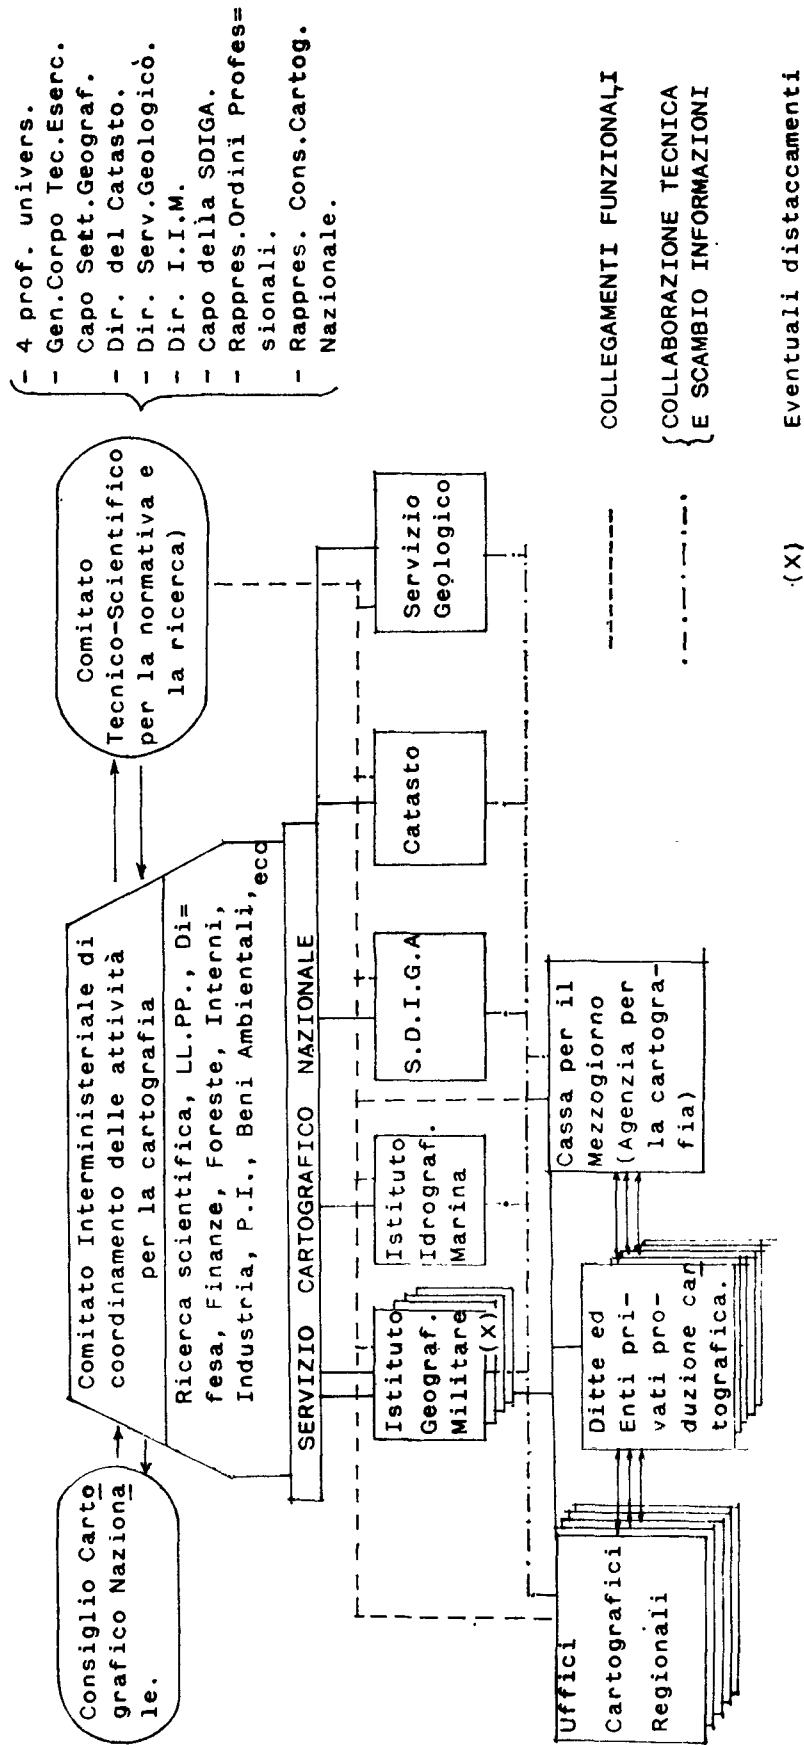 Consiglio Carto
grafico Naziona
le.
Comitato Interministeriale di
coordinamento delle attività
per la cartografia
Ricerca scientifica, LL.PP., Di=
fesa, Finanze, Foreste, Interni,
Industria, P.I., Beni Ambientali, ecc
Comitato
Tecnico-Scientifico
per la normativa e
la ricerca)
- 4 prof. univers.
- Gen.Corpo Tec.Eserc.
Capo Sett.Geograf.
- Dir. del Catasto.
- Dir. Serv.Geologicò.
- Dir. I.I.M.
- Capo della SDIGA.
- Rappres.Ordini Profes=
sionali.
- Rappres. Cons.Cartog.
Nazionale.
SERVIZIO CARTOGRAFICO NAZIONALE
Istituto
Geograf.
Militare
(X)
Istituto
Idrograf.
Marina
S.D.I.G.A
Catasto
Servizio
Geologico
Uffici
Cartografici
Regionali
Ditte ed
Enti pri-
vati pro-
duzione car
tografica.
Cassa per il
Mezzogiorno
(Agenzia per
la cartogra-
fia)
COLLEGAMENTI FUNZIONALI
COLLABORAZIONE TECNICA
E SCAMBIO INFORMAZIONI
(X) Eventuali distaccamenti